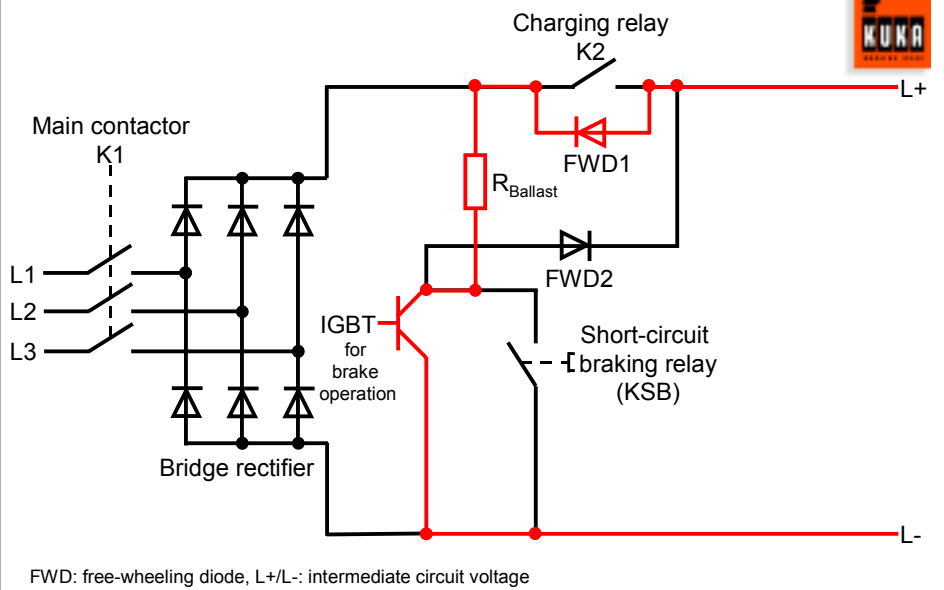 Charging relay
K2
KUKA
L+
Main contactor
K1
FWD1
RBallast
FWD2
L1
L2
L3
IGBT
for
brake
operation
Short-circuit
braking relay
(KSB)
Bridge rectifier
L-
FWD: free-wheeling diode, L+/L-: intermediate circuit voltage